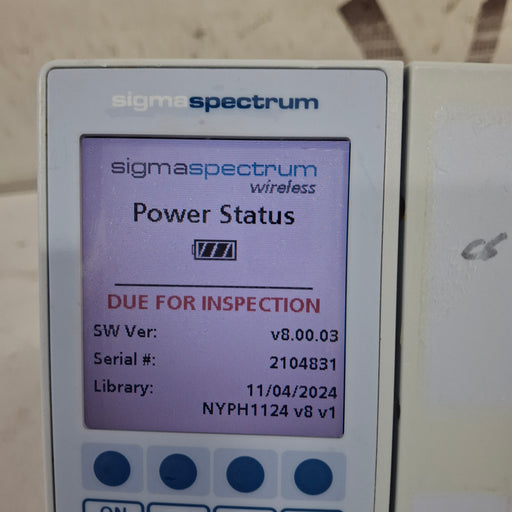 sigmaspectrum
sigmaspectrum
wireless
Power Status
DUE FOR INSPECTION
SW Ver: v8.00.03
Serial #: 2104831
Library: 11/04/2024
NYPH1124 v8 v1
ON